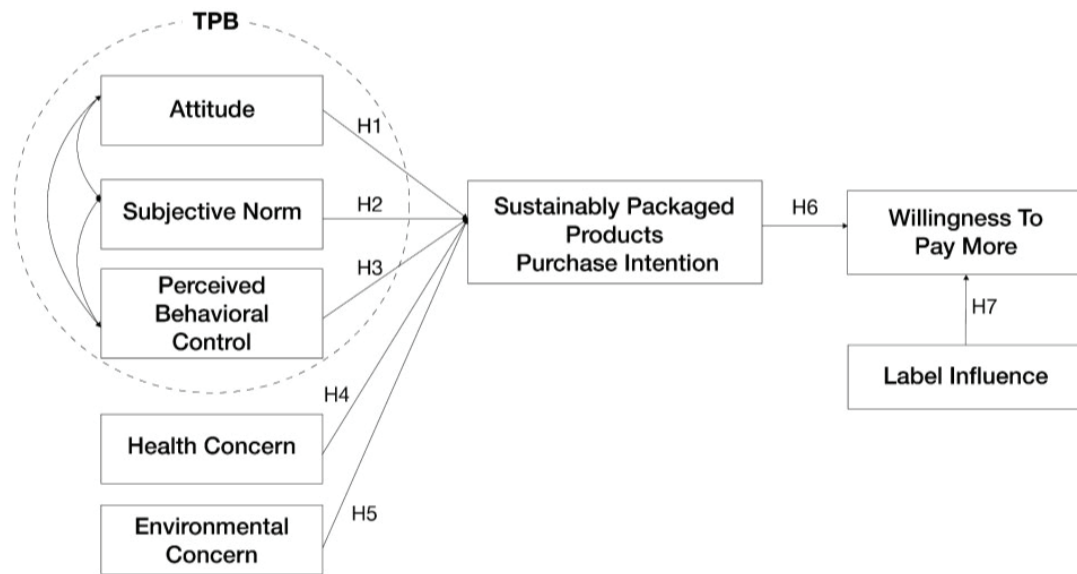 TPB
Attitude
H1
Subjective Norm
H2
Perceived
Behavioral
Control
H3
Health Concern
H4
Environmental
Concern
H5
Sustainably Packaged
Products
Purchase Intention
H6
Willingness To
Pay More
H7
Label Influence